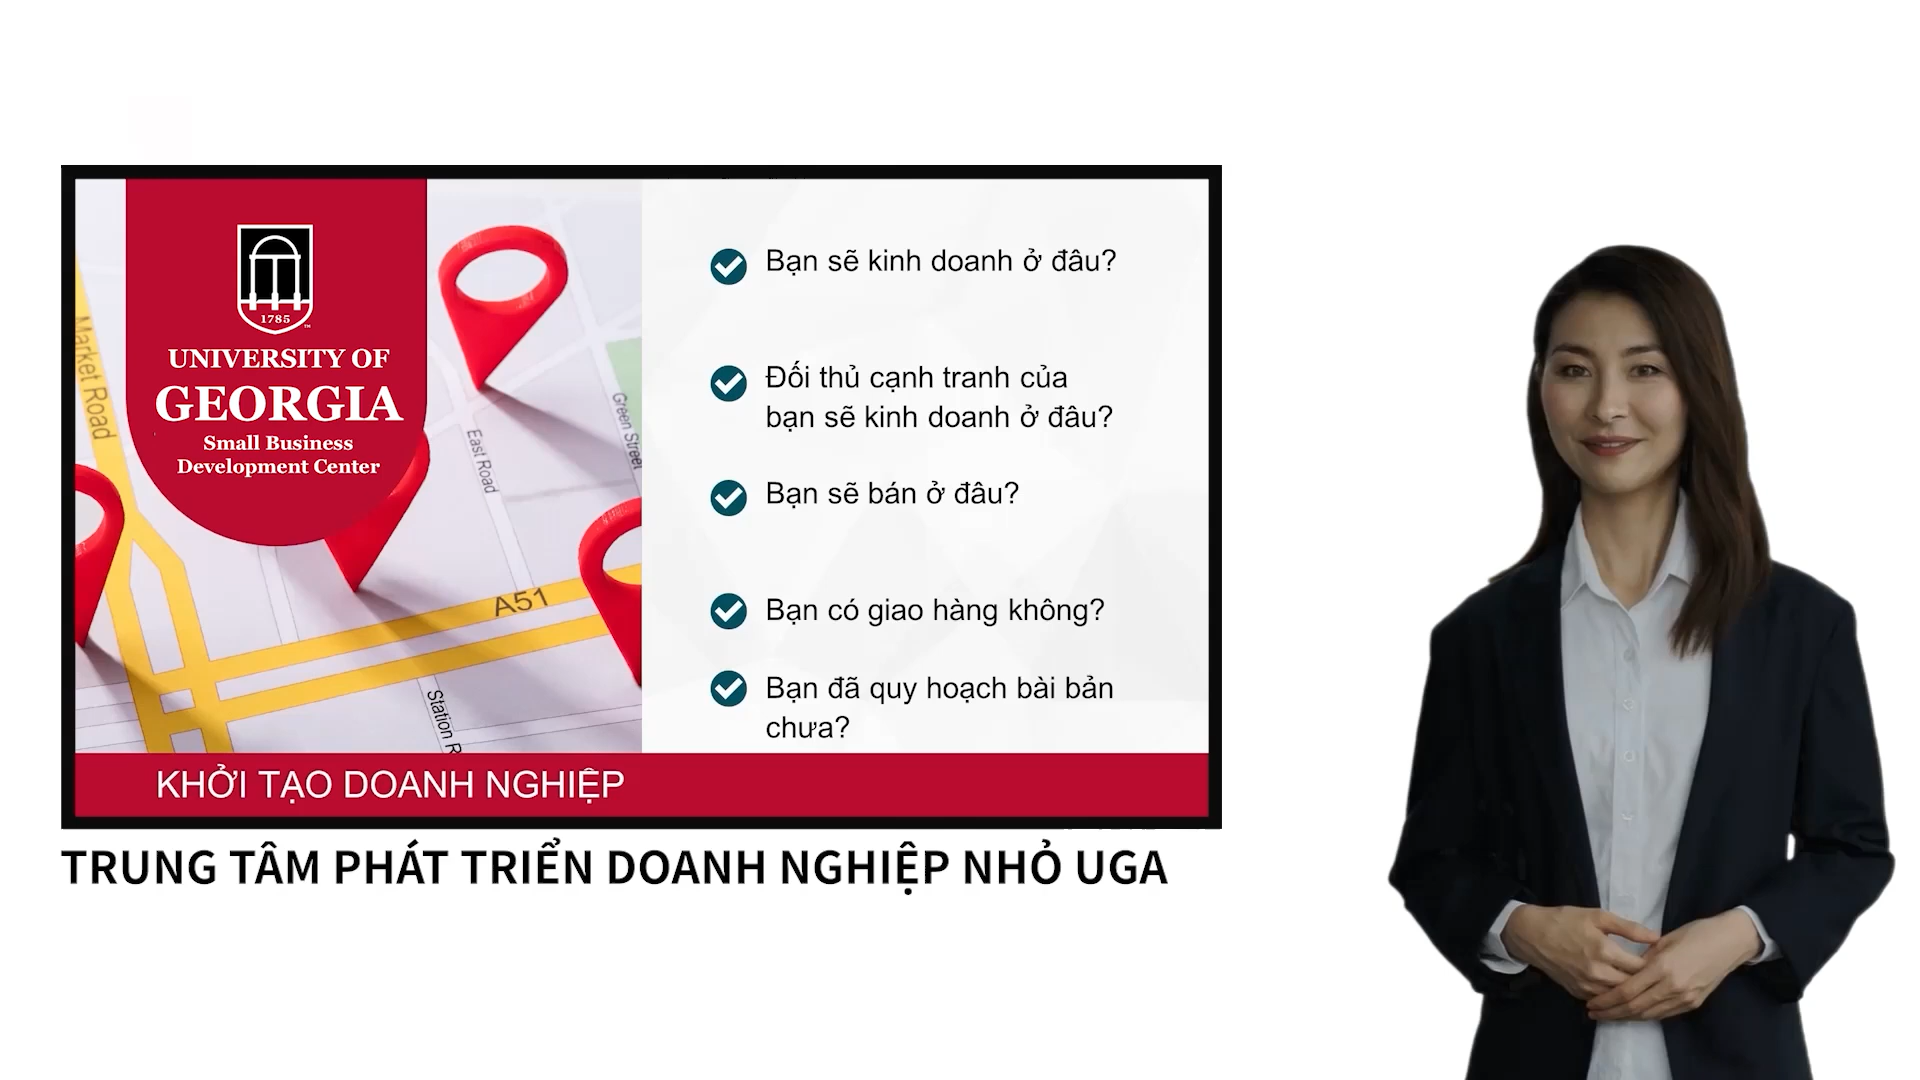 1785
UNIVERSITY OF
GEORGIA
Small Business
Development Center
Market Road
East Road
Green Street
A51
Station R
Bạn sẽ kinh doanh ở đâu?
Đối thủ cạnh tranh của
bạn sẽ kinh doanh ở đâu?
Bạn sẽ bán ở đâu?
Bạn có giao hàng không?
Bạn đã quy hoạch bài bản
chưa?
KHỞI TẠO DOANH NGHIỆP
TRUNG TÂM PHÁT TRIỂN DOANH NGHIỆP NHỎ UGA